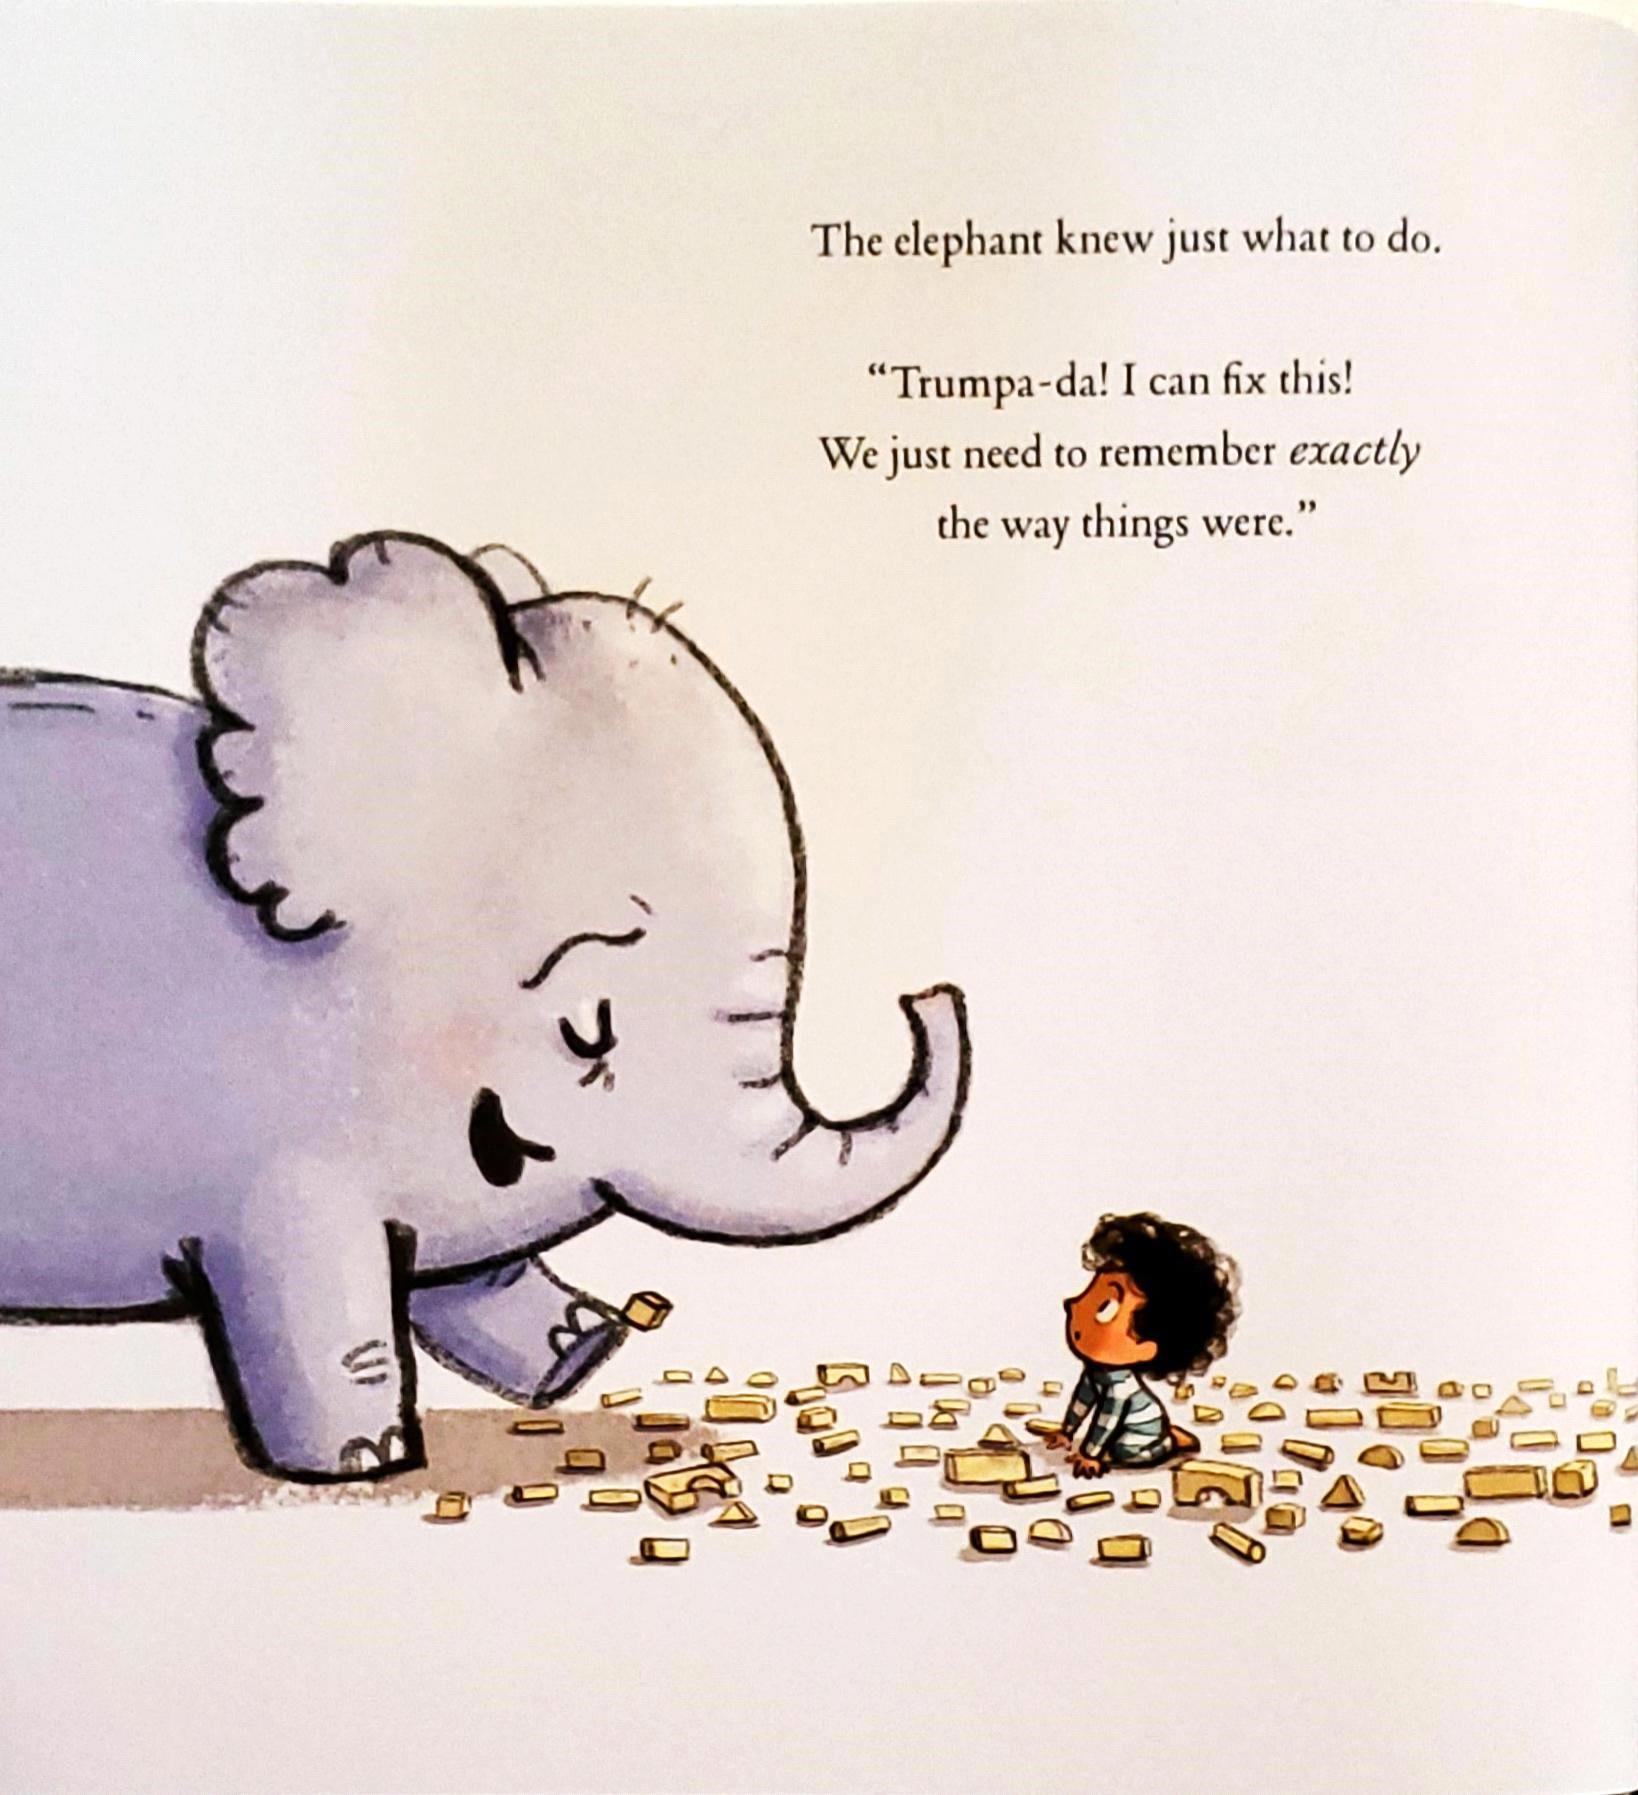 The elephant knew just what to do.
“Trumpa-da! I can fix this!
We just need to remember exactly
the way things were.”